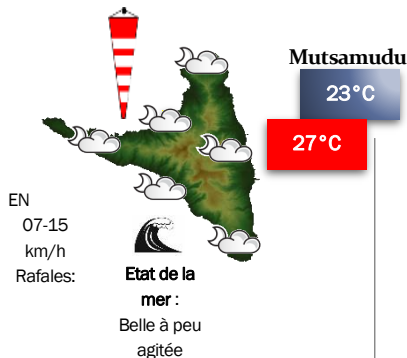 Mutsamudu
23°C
27°C
EN
07-15
km/h
Rafales:
Etat de la
mer :
Belle à peu
agitée